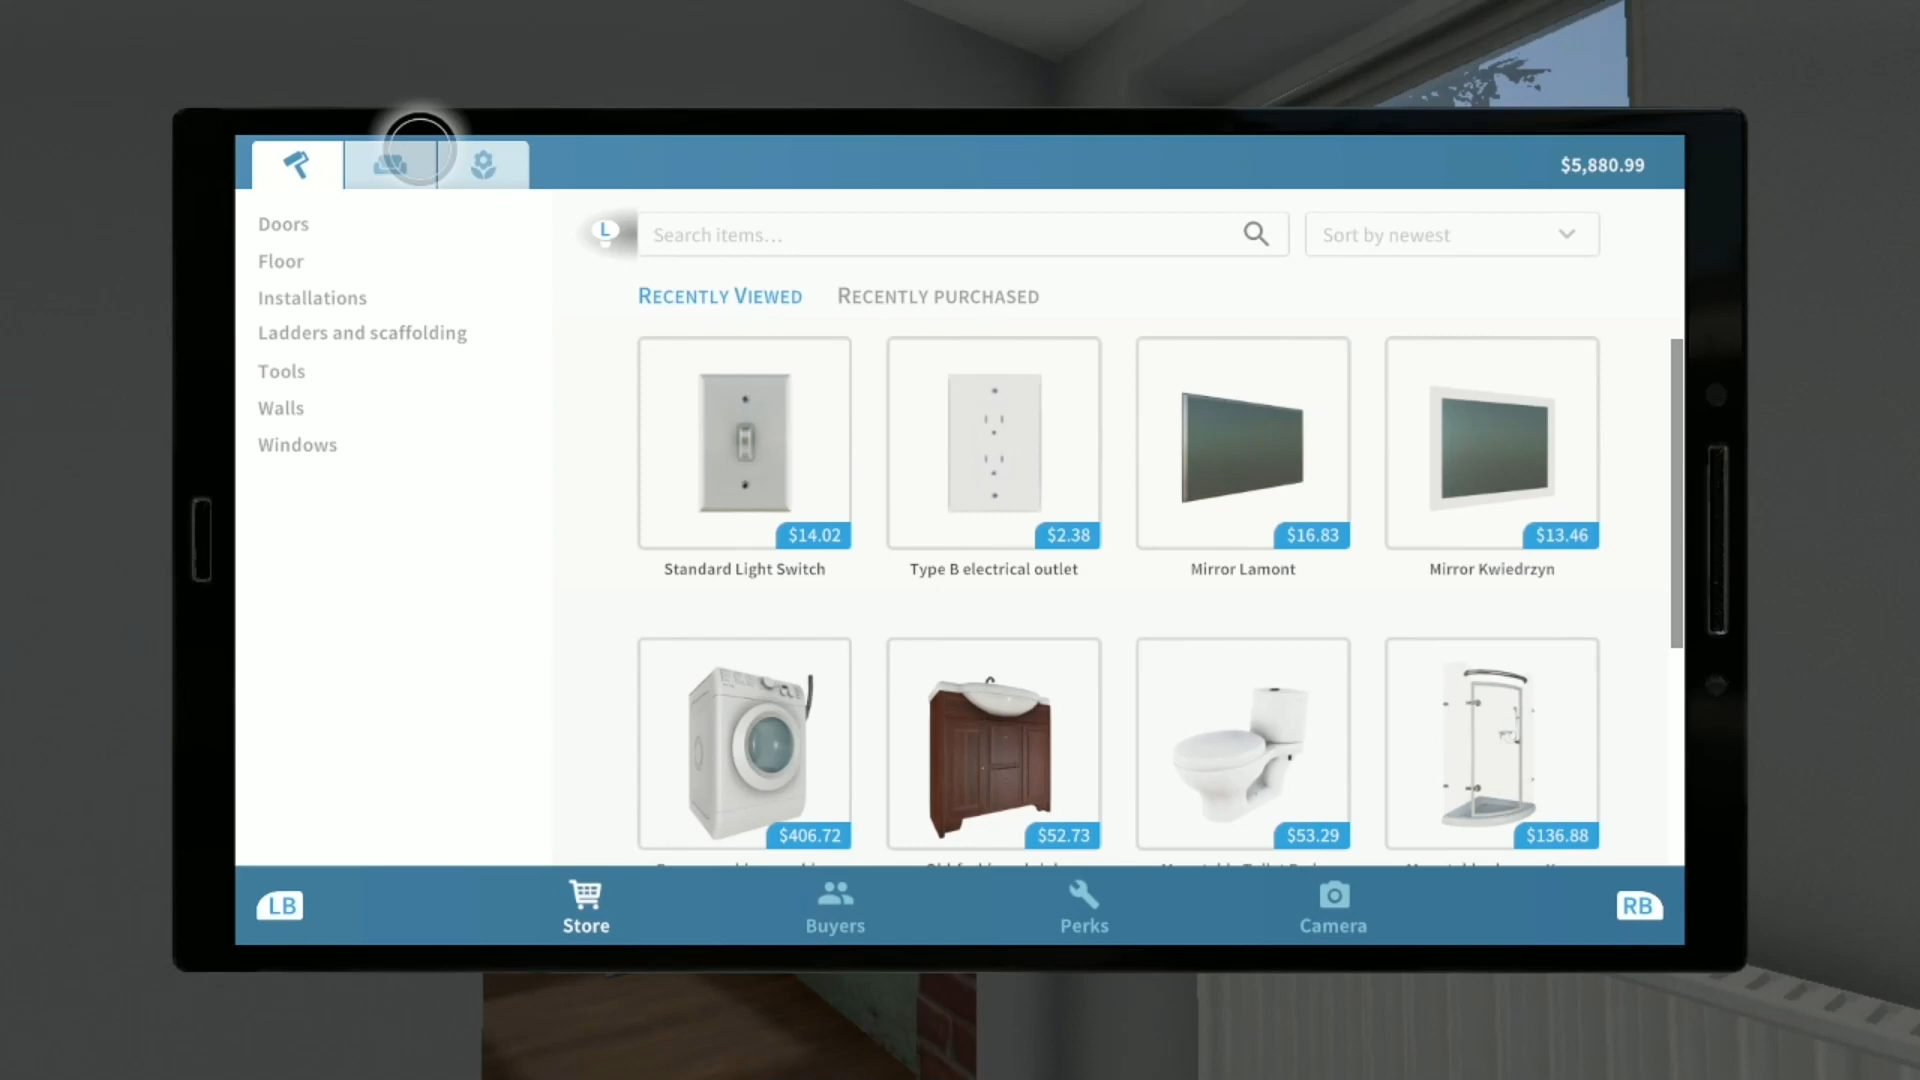 $5,880.99
Doors
Floor
Installations
Ladders and scaffolding
Tools
Walls
Windows
L
Search items...
Sort by newest
RECENTLY VIEWED
RECENTLY PURCHASED
$14.02
$2.38
$16.83
$13.46
Standard Light Switch
Type B electrical outlet
Mirror Lamont
Mirror Kwiedrzyn
$406.72
$52.73
$53.29
$136.88
LB
Store
Buyers
Perks
Camera
RB